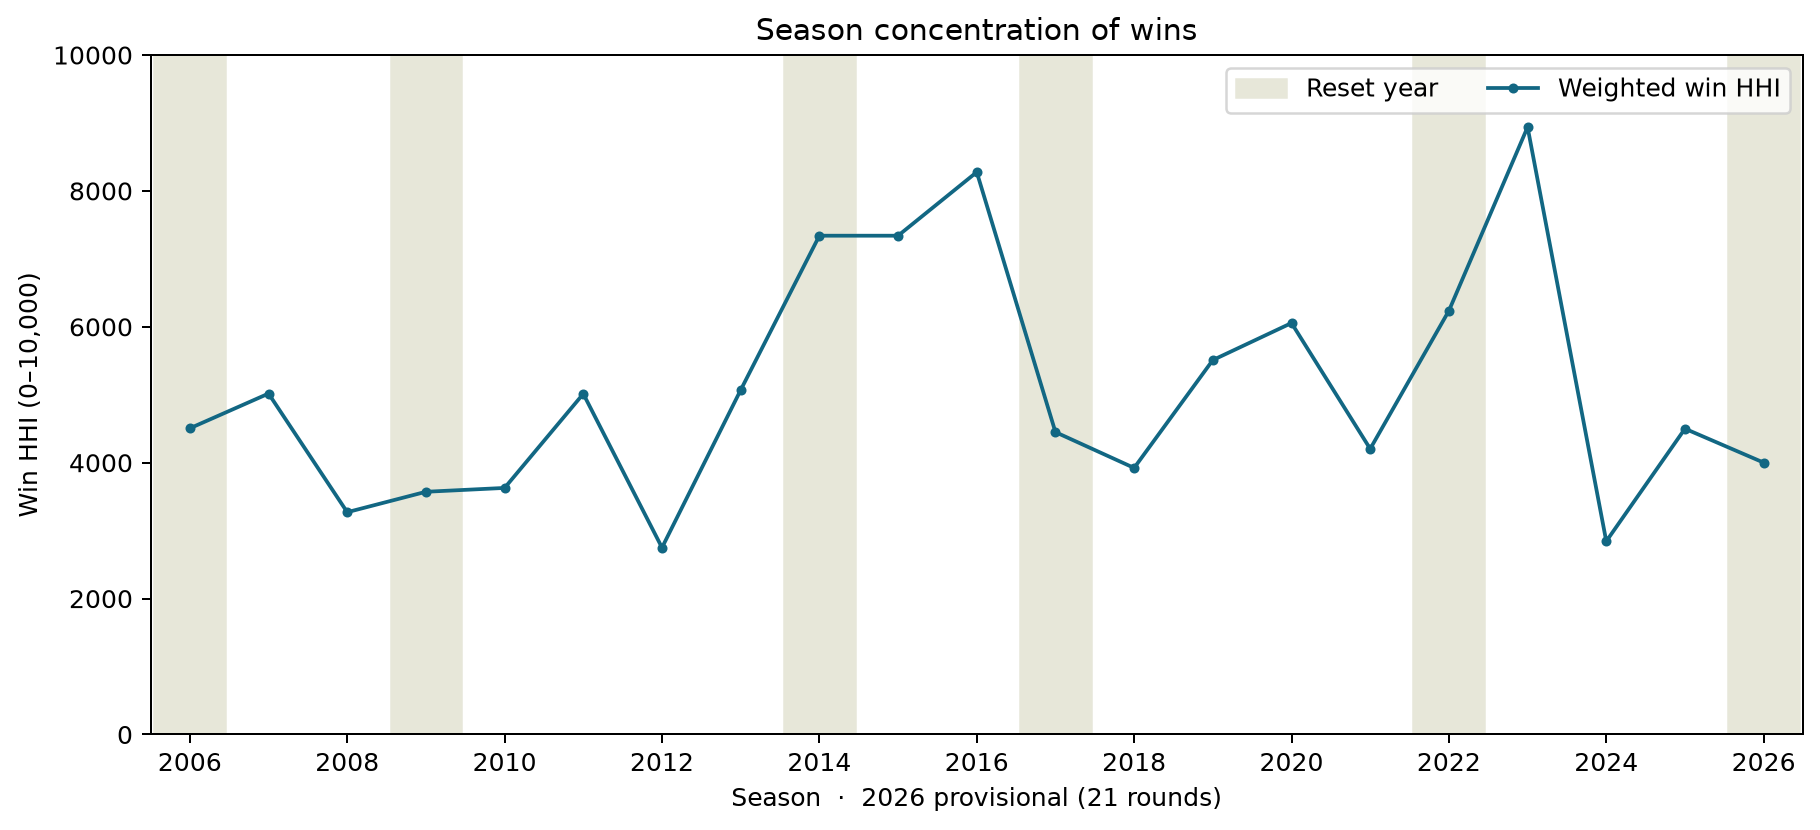 Season concentration of wins
Reset year
Weighted win HHI
Win HHI (0–10,000)
10000
8000
6000
4000
2000
0
2006 2008 2010 2012 2014 2016 2018 2020 2022 2024 2026
Season · 2026 provisional (21 rounds)